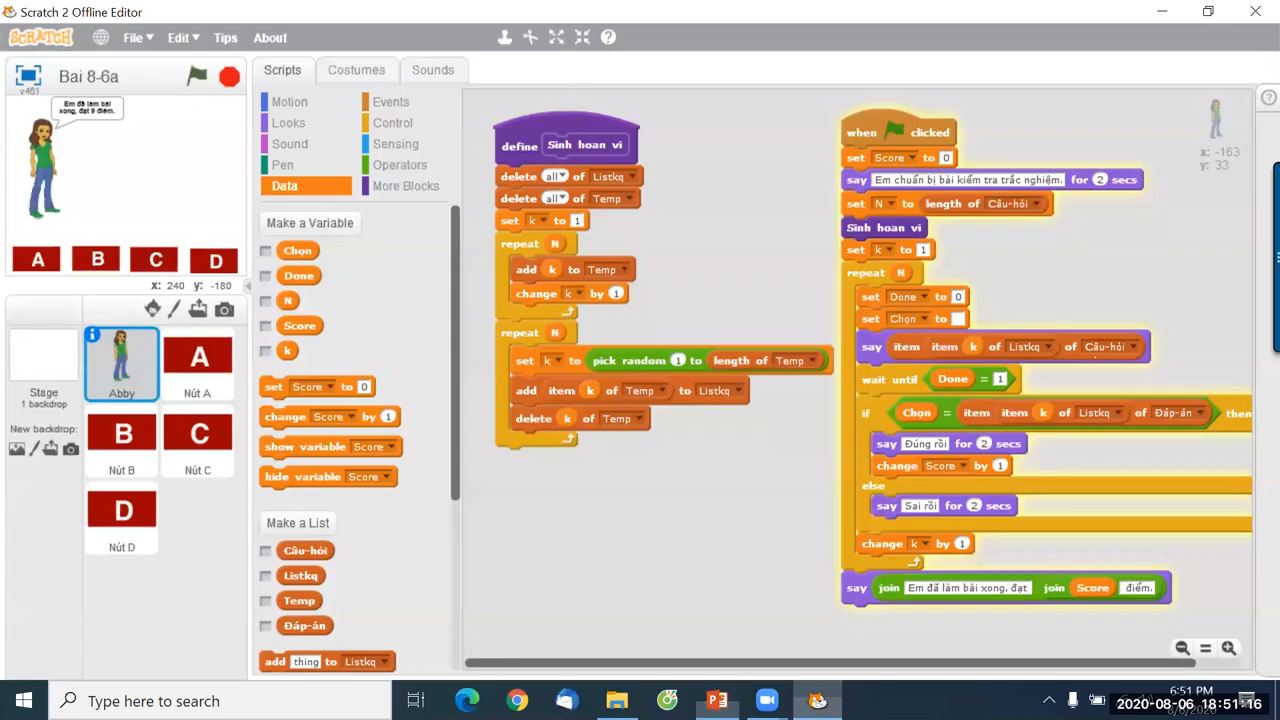 Scratch 2 Offline Editor
SCRATCH File Edit Tips About
Bai 8-6a
v461
Em đã làm bài
xong, đạt 9 điểm.
A B C D
x: 240 y: -180
Stage
1 backdrop
New backdrop:
Abby
A
Nút A
B
Nút B
C
Nút C
D
Nút D
Scripts Costumes Sounds
Motion Events
Looks Control
Sound Sensing
Pen Operators
Data More Blocks
Make a Variable
Chọn
Done
N
Score
k
set Score to 0
change Score by 1
show variable Score
hide variable Score
Make a List
Câu-hỏi
Listkq
Temp
Đáp-án
add thing to Listkq
define Sinh hoan vi
delete all of Listkq
delete all of Temp
set k to 1
repeat N
add k to Temp
change k by 1
repeat N
set k to pick random 1 to length of Temp
add item k of Temp to Listkq
delete k of Temp
when clicked
set Score to 0
say Em chuẩn bị bài kiểm tra trắc nghiệm. for 2 secs
set N to length of Câu-hỏi
Sinh hoan vi
set k to 1
repeat N
set Done to 0
set Chọn to
say item item k of Listkq of Câu-hỏi
wait until Done = 1
if Chọn = item item k of Listkq of Đáp-án then
say Đúng rồi for 2 secs
change Score by 1
else
say Sai rồi for 2 secs
change k by 1
say join Em đã làm bài xong, đạt join Score điểm.
x: -163
y: 33
Type here to search
6:51 PM
2020-08-06 18:51:16